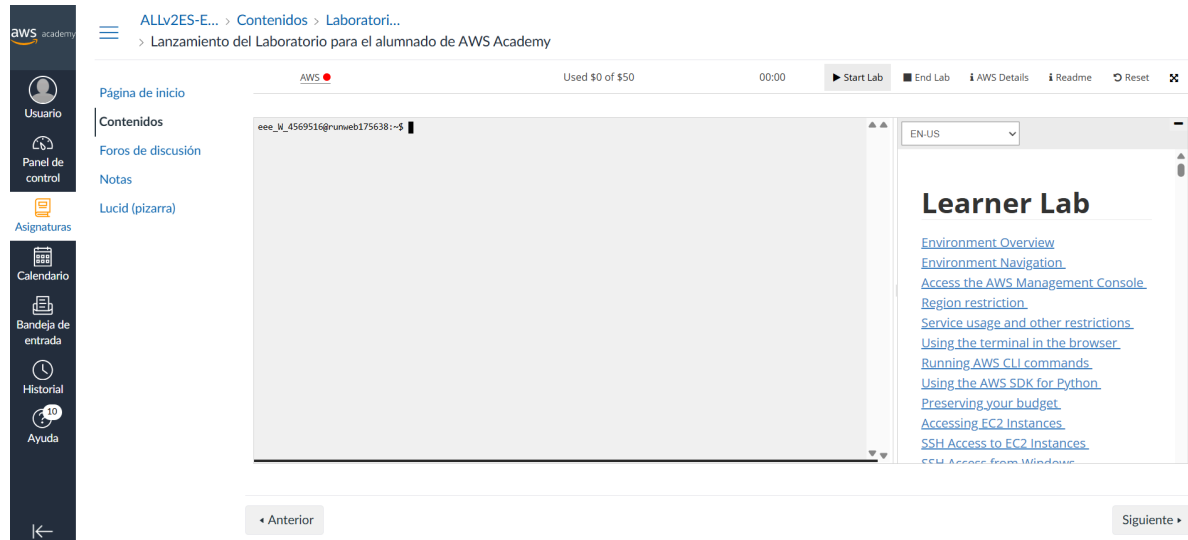 aws academy
ALLv2ES-E... > Contenidos > Laboratori...
> Lanzamiento del Laboratorio para el alumnado de AWS Academy
Usuario
Panel de
control
Asignaturas
Calendario
Bandeja de
entrada
Historial
10
Ayuda
Página de inicio
Contenidos
Foros de discusión
Notas
Lucid (pizarra)
AWS
Used $0 of $50
00:00
Start Lab
End Lab
AWS Details
Readme
Reset
eee_W_4569516@runweb175638:~$
EN-US
Learner Lab
Environment Overview
Environment Navigation
Access the AWS Management Console
Region restriction
Service usage and other restrictions
Using the terminal in the browser
Running AWS CLI commands
Using the AWS SDK for Python
Preserving your budget
Accessing EC2 Instances
SSH Access to EC2 Instances
SSH Access from Windows
Anterior
Siguiente